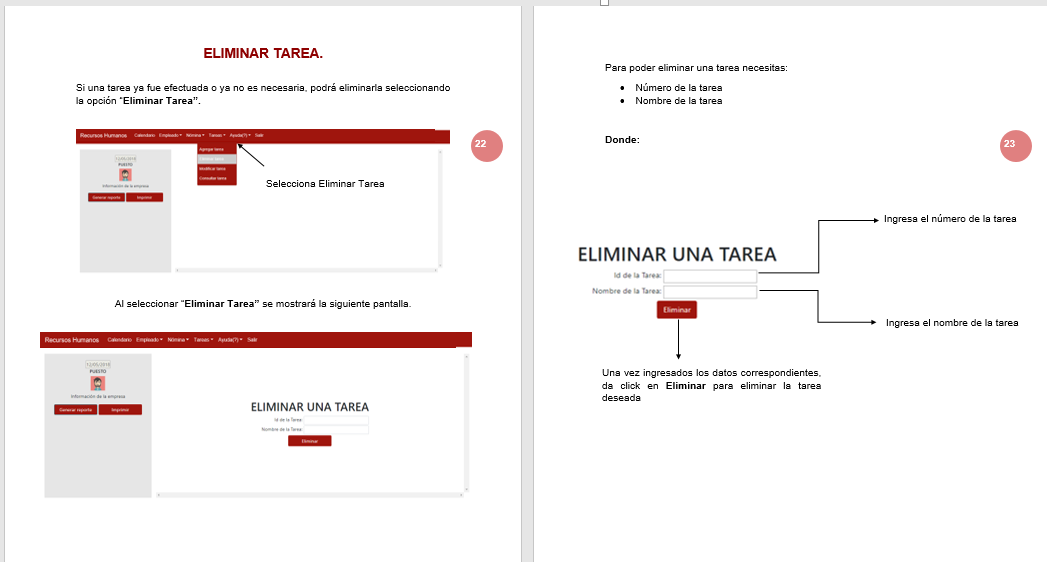 ELIMINAR TAREA.
Si una tarea ya fue efectuada o ya no es necesaria, podrá eliminarla seleccionando
la opción “Eliminar Tarea”.
Recursos Humanos Calendario Empleado Nómina Tareas Ayuda(?) Salir
Agregar tarea
Eliminar tarea
Modificar tarea
Consultar tarea
12/05/2018
PUESTO
Información de la empresa
Generar reporte Imprimir
Selecciona Eliminar Tarea
22
Al seleccionar “Eliminar Tarea” se mostrará la siguiente pantalla.
Recursos Humanos Calendario Empleado Nómina Tareas Ayuda(?) Salir
12/05/2018
PUESTO
Información de la empresa
Generar reporte Imprimir
ELIMINAR UNA TAREA
Id de la Tarea:
Nombre de la Tarea:
Eliminar
Para poder eliminar una tarea necesitas:
• Número de la tarea
• Nombre de la tarea
Donde:
23
Ingresa el número de la tarea
ELIMINAR UNA TAREA
Id de la Tarea:
Nombre de la Tarea:
Eliminar
Ingresa el nombre de la tarea
Una vez ingresados los datos correspondientes,
da click en Eliminar para eliminar la tarea
deseada